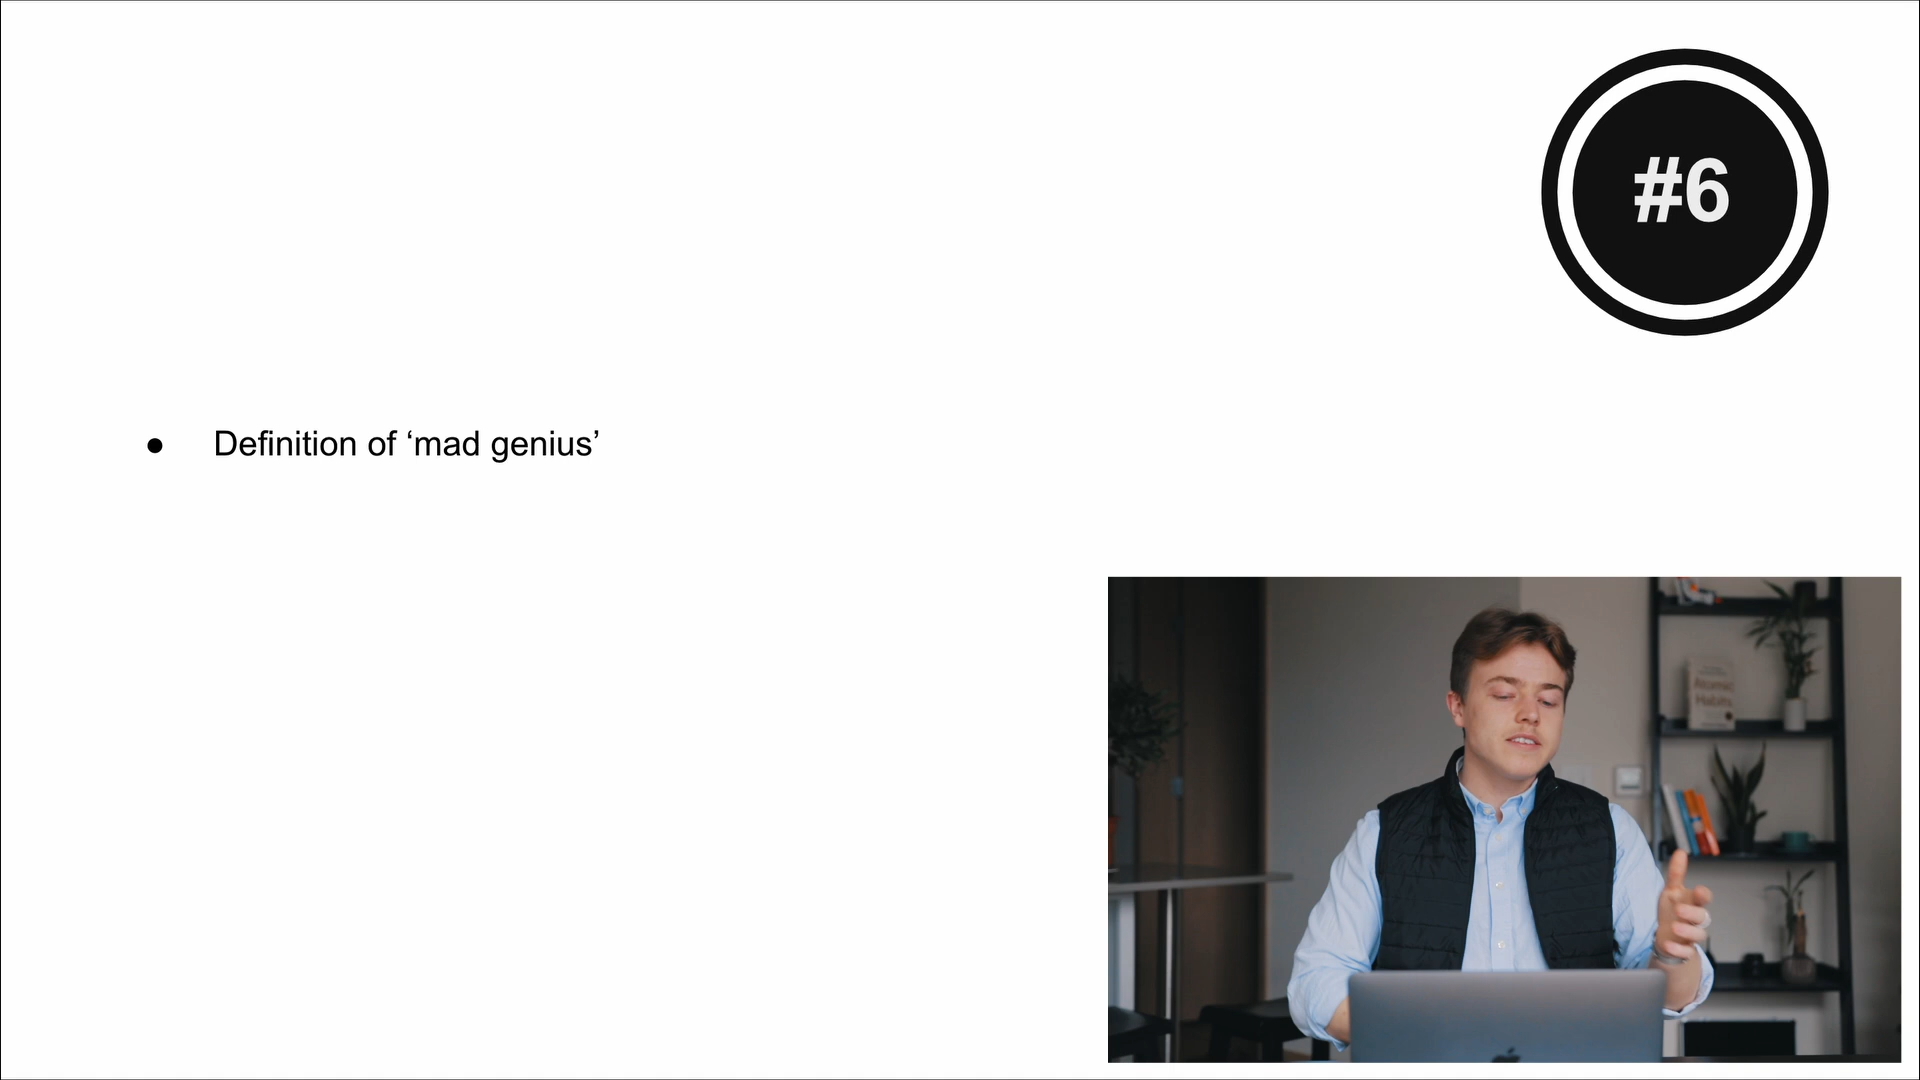 #6
● Definition of ‘mad genius’
Atomic
Habits